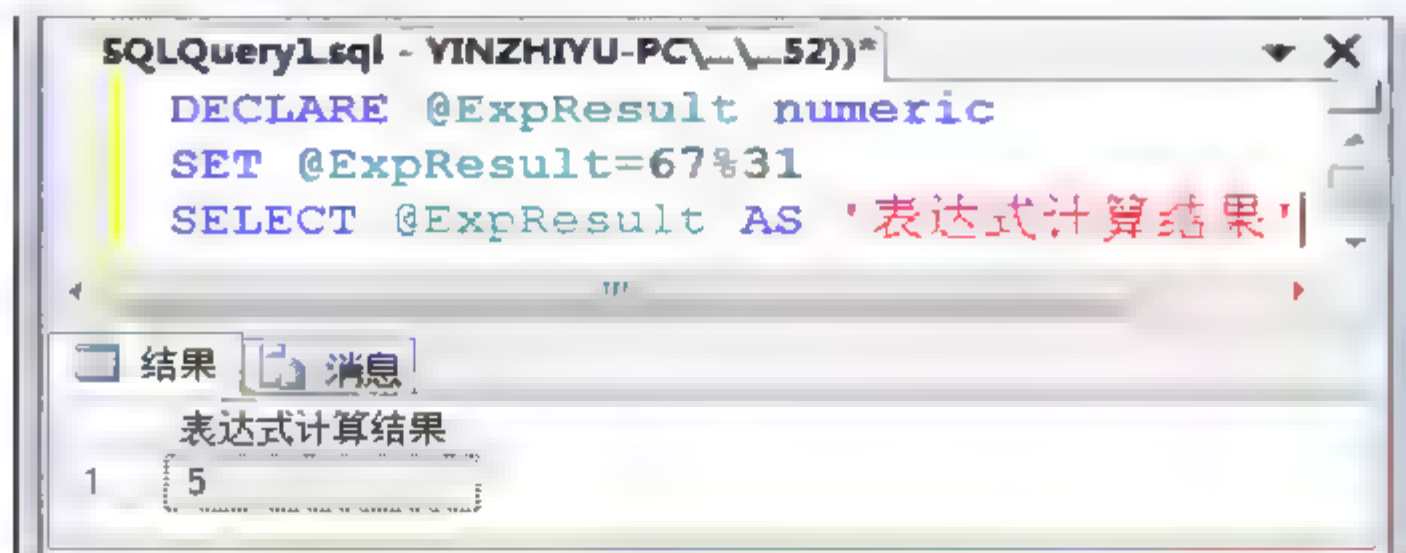 SQLQuery1.sql - YINZHIYU-PC\...\...52))*
DECLARE @ExpResult numeric
SET @ExpResult=67%31
SELECT @ExpResult AS '表达式计算结果'
结果 消息
表达式计算结果
1 5